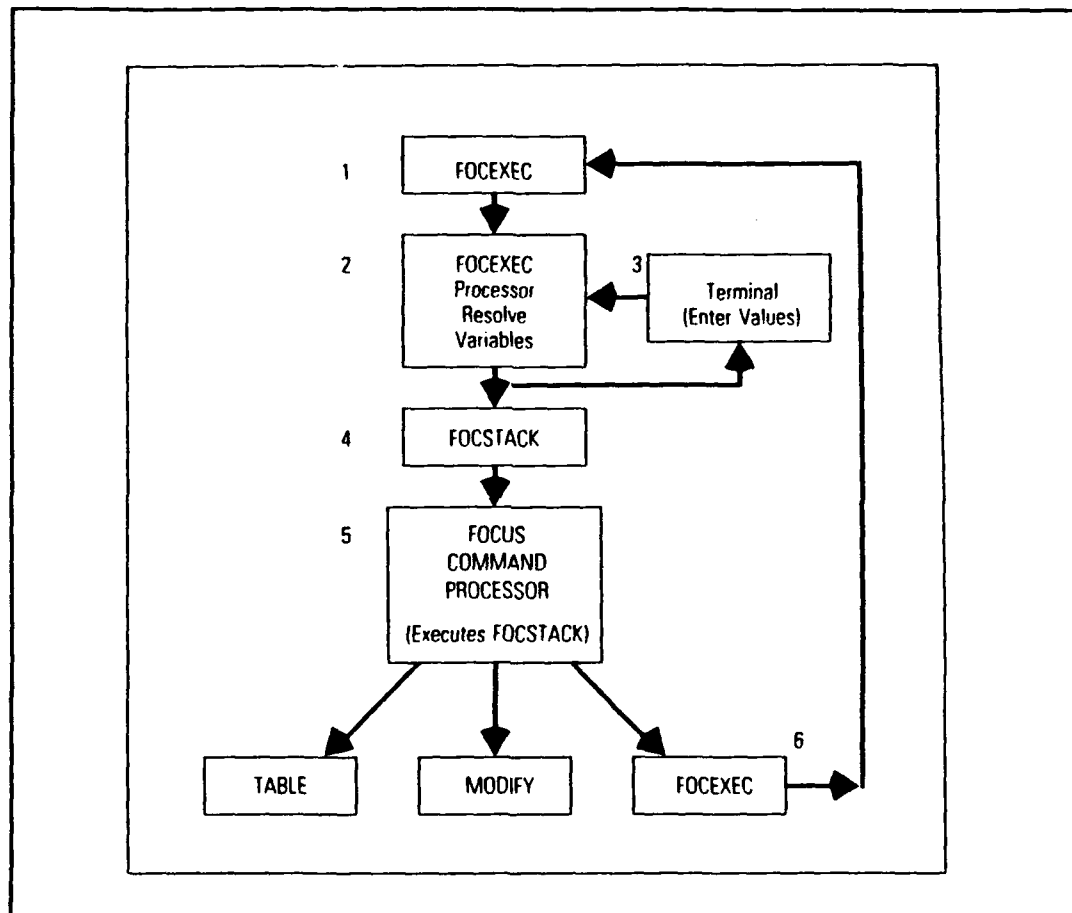 1
FOCEXEC
2
FOCEXEC
Processor
Resolve
Variables
3
Terminal
(Enter Values)
4
FOCSTACK
5
FOCUS
COMMAND
PROCESSOR
(Executes FOCSTACK)
6
TABLE
MODIFY
FOCEXEC